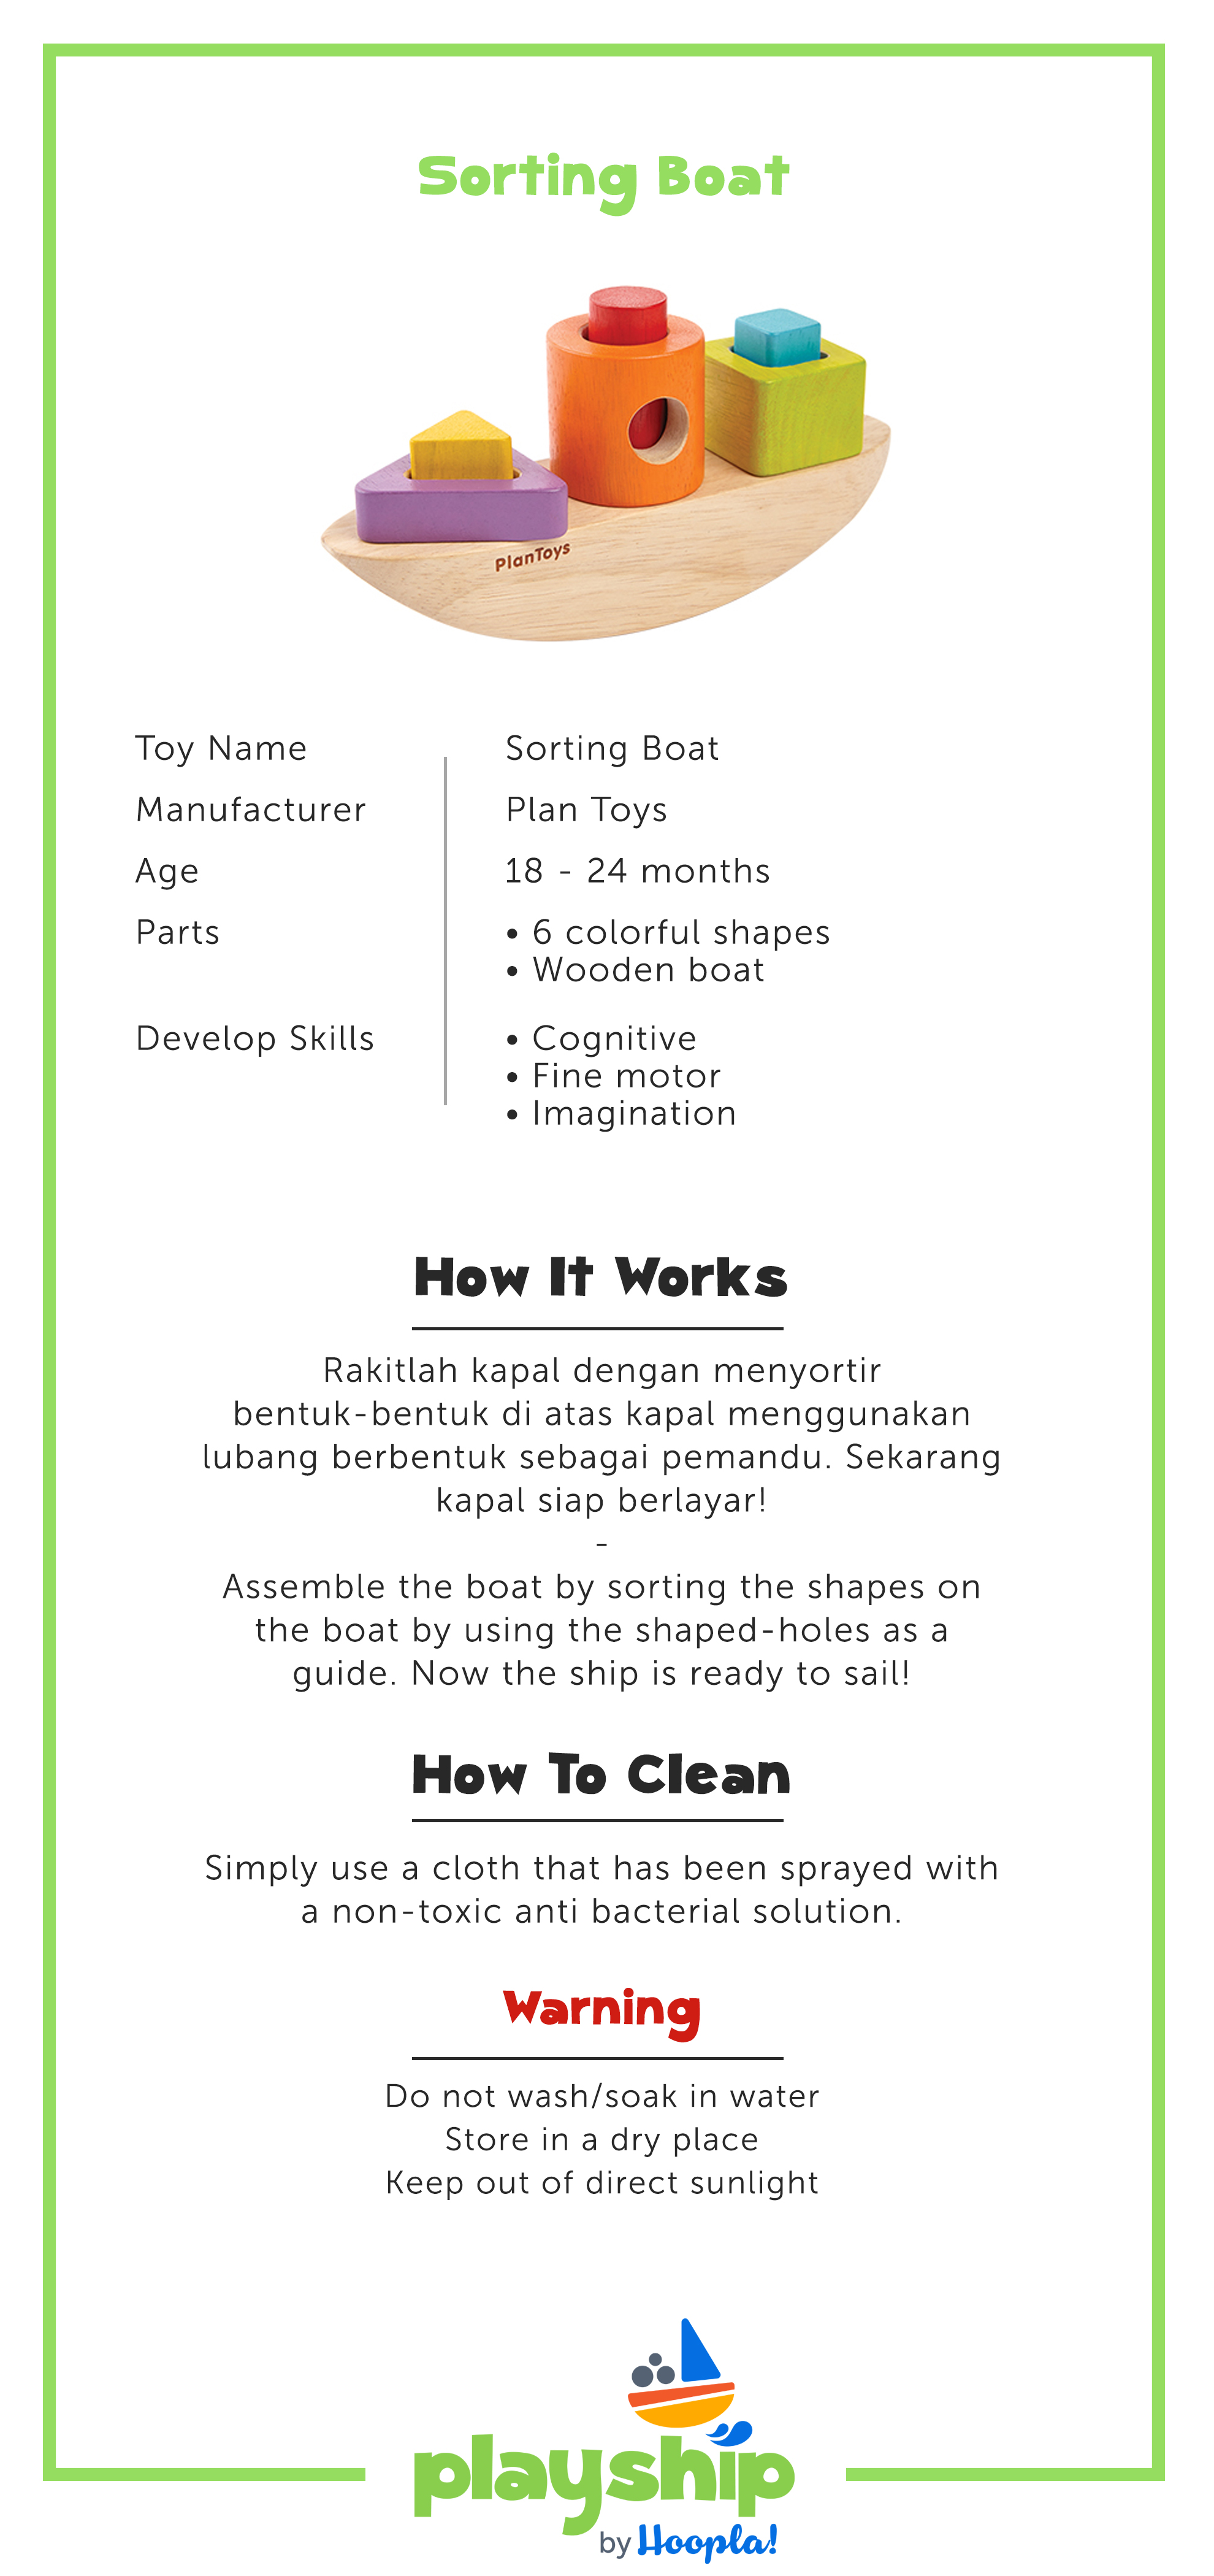 Sorting Boat
PlanToys
Toy Name
Sorting Boat
Manufacturer
Plan Toys
Age
18 - 24 months
Parts
• 6 colorful shapes
• Wooden boat
Develop Skills
• Cognitive
• Fine motor
• Imagination
How It Works
Rakitlah kapal dengan menyortir
bentuk-bentuk di atas kapal menggunakan
lubang berbentuk sebagai pemandu. Sekarang
kapal siap berlayar!
-
Assemble the boat by sorting the shapes on
the boat by using the shaped-holes as a
guide. Now the ship is ready to sail!
How To Clean
Simply use a cloth that has been sprayed with
a non-toxic anti bacterial solution.
Warning
Do not wash/soak in water
Store in a dry place
Keep out of direct sunlight
playship
by Hoopla!